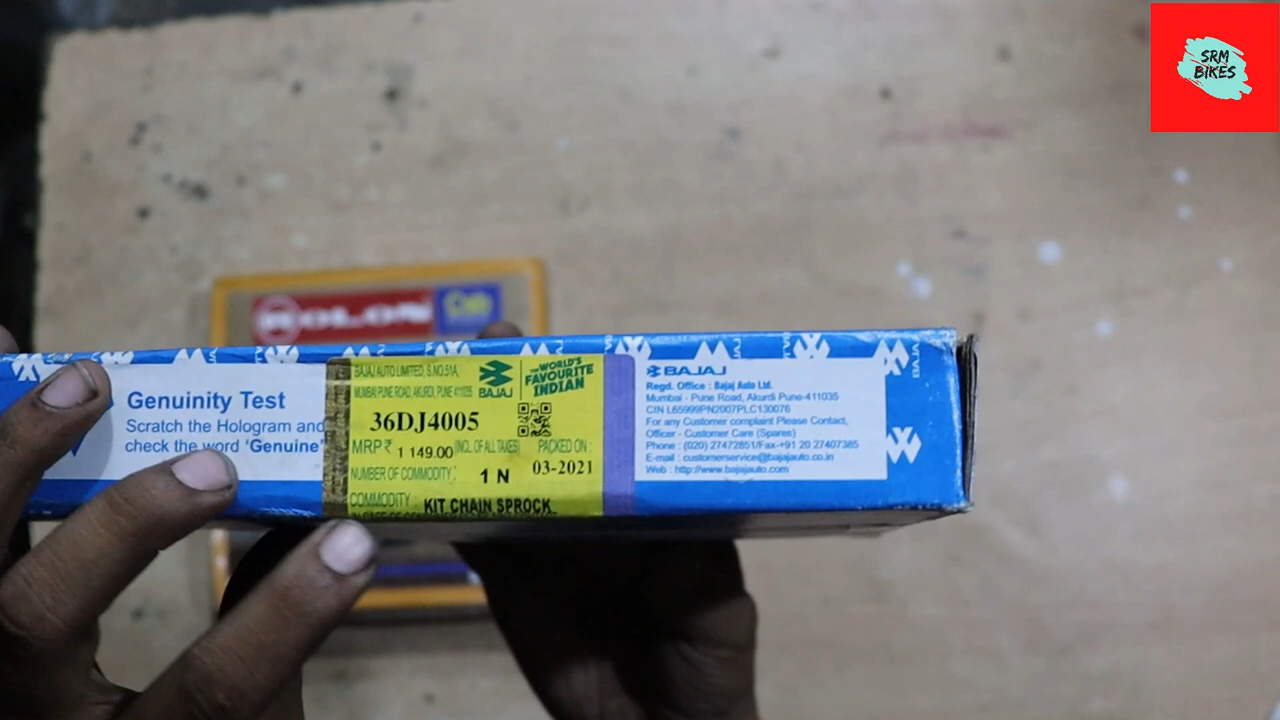 SRM
BIKES
ROLON
Genuinity Test
Scratch the Hologram and
check the word ‘Genuine’
BAJAJ AUTO LIMITED, S.NO.51A,
MUMBAI PUNE ROAD, AKURDI, PUNE 411035
BAJAJ
THE WORLD'S
FAVOURITE
INDIAN
36DJ4005
MRP ₹ 1 149.00 (INCL. OF ALL TAXES) PACKED ON :
NUMBER OF COMMODITY : 1 N 03-2021
COMMODITY : KIT CHAIN SPROCK
BAJAJ
Regd. Office : Bajaj Auto Ltd.
Mumbai - Pune Road, Akurdi Pune-411035
CIN L65999PN2007PLC130076
For any Customer complaint Please Contact,
Officer - Customer Care (Spares)
Phone : (020) 27472851/Fax-+91 20 27407385
E-mail : customerservice@bajajauto.co.in
Web : http://www.bajajauto.com